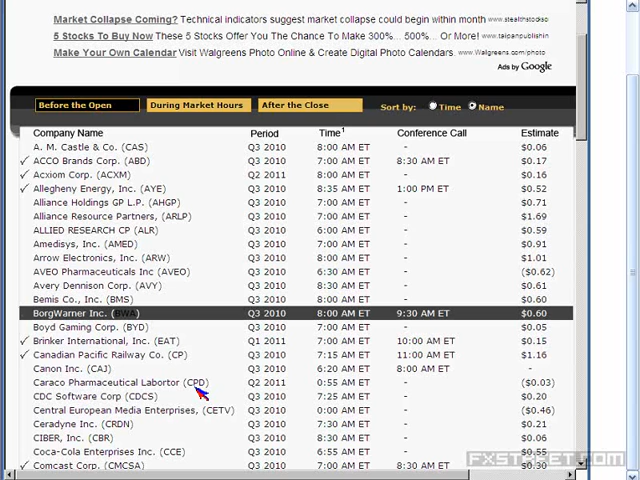 Market Collapse Coming? Technical indicators suggest market collapse could begin within month www.stealthstockso
5 Stocks To Buy Now These 5 Stocks Offer You The Chance To Make 300%... 500%... Or More! www.taipanpublishin
Make Your Own Calendar Visit Walgreens Photo Online & Create Digital Photo Calendars. www.Walgreens.com/photo
Ads by Google
Before the Open During Market Hours After the Close Sort by: Time Name
Company Name Period Time1 Conference Call Estimate
A. M. Castle & Co. (CAS) Q3 2010 8:00 AM ET - $0.06
ACCO Brands Corp. (ABD) Q3 2010 7:00 AM ET 8:30 AM ET $0.17
Acxiom Corp. (ACXM) Q2 2011 8:00 AM ET - $0.16
Allegheny Energy, Inc. (AYE) Q3 2010 8:35 AM ET 1:00 PM ET $0.52
Alliance Holdings GP L.P. (AHGP) Q3 2010 7:00 AM ET - $0.71
Alliance Resource Partners, (ARLP) Q3 2010 7:00 AM ET - $1.69
ALLIED RESEARCH CP (ALR) Q3 2010 7:00 AM ET - $0.59
Amedisys, Inc. (AMED) Q3 2010 7:00 AM ET - $0.91
Arrow Electronics, Inc. (ARW) Q3 2010 8:00 AM ET - $1.01
AVEO Pharmaceuticals Inc (AVEO) Q3 2010 6:30 AM ET - ($0.62)
Avery Dennison Corp. (AVY) Q3 2010 7:00 AM ET - $0.81
Bemis Co., Inc. (BMS) Q3 2010 7:00 AM ET - $0.60
BorgWarner Inc. (BWA) Q3 2010 8:00 AM ET 9:30 AM ET $0.60
Boyd Gaming Corp. (BYD) Q3 2010 7:00 AM ET - $0.05
Brinker International, Inc. (EAT) Q1 2011 7:00 AM ET 10:00 AM ET $0.15
Canadian Pacific Railway Co. (CP) Q3 2010 7:15 AM ET 11:00 AM ET $1.16
Canon Inc. (CAJ) Q3 2010 6:20 AM ET 8:00 AM ET -
Caraco Pharmaceutical Labortor (CPD) Q2 2011 0:55 AM ET - ($0.03)
CDC Software Corp (CDCS) Q3 2010 7:25 AM ET - $0.20
Central European Media Enterprises, (CETV) Q3 2010 0:00 AM ET - ($0.46)
Ceradyne Inc. (CRDN) Q3 2010 7:30 AM ET - $0.21
CIBER, Inc. (CBR) Q3 2010 8:30 AM ET - $0.06
Coca-Cola Enterprises Inc. (CCE) Q3 2010 6:55 AM ET - $0.55
Comcast Corp. (CMCSA) Q3 2010 7:00 AM ET 8:30 AM ET $0.30
FXSTREET.COM